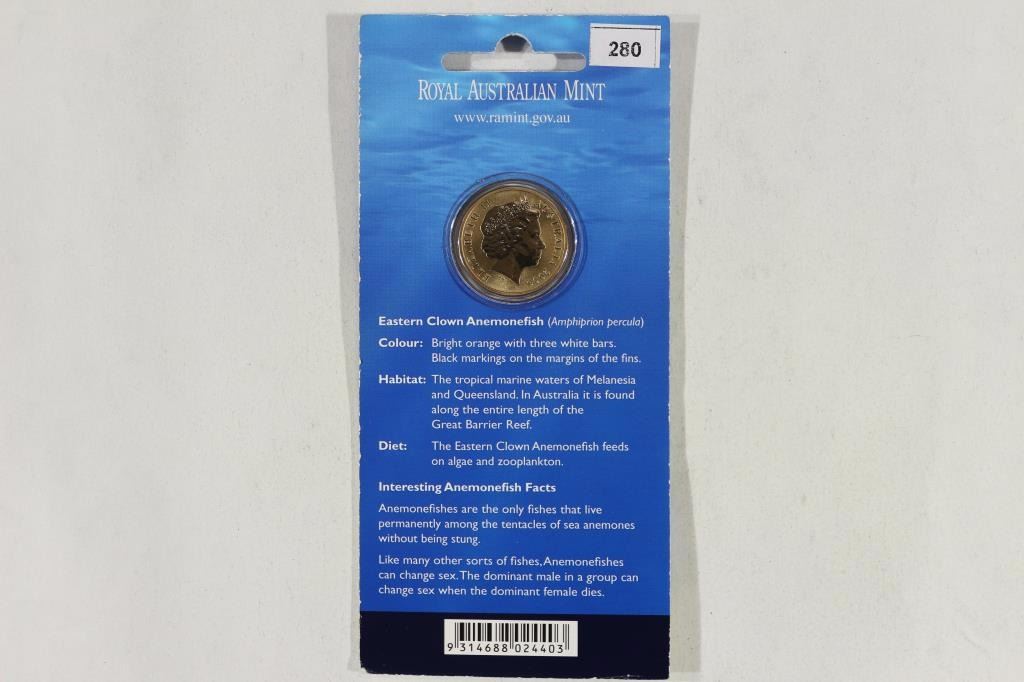 280
ROYAL AUSTRALIAN MINT
www.ramint.gov.au
ELIZABETH II AUSTRALIA
Eastern Clown Anemonefish (Amphiprion percula)
Colour: Bright orange with three white bars.
Black markings on the margins of the fins.
Habitat: The tropical marine waters of Melanesia
and Queensland. In Australia it is found
along the entire length of the
Great Barrier Reef.
Diet: The Eastern Clown Anemonefish feeds
on algae and zooplankton.
Interesting Anemonefish Facts
Anemonefishes are the only fishes that live
permanently among the tentacles of sea anemones
without being stung.
Like many other sorts of fishes, Anemonefishes
can change sex. The dominant male in a group can
change sex when the dominant female dies.
9 314688 024403